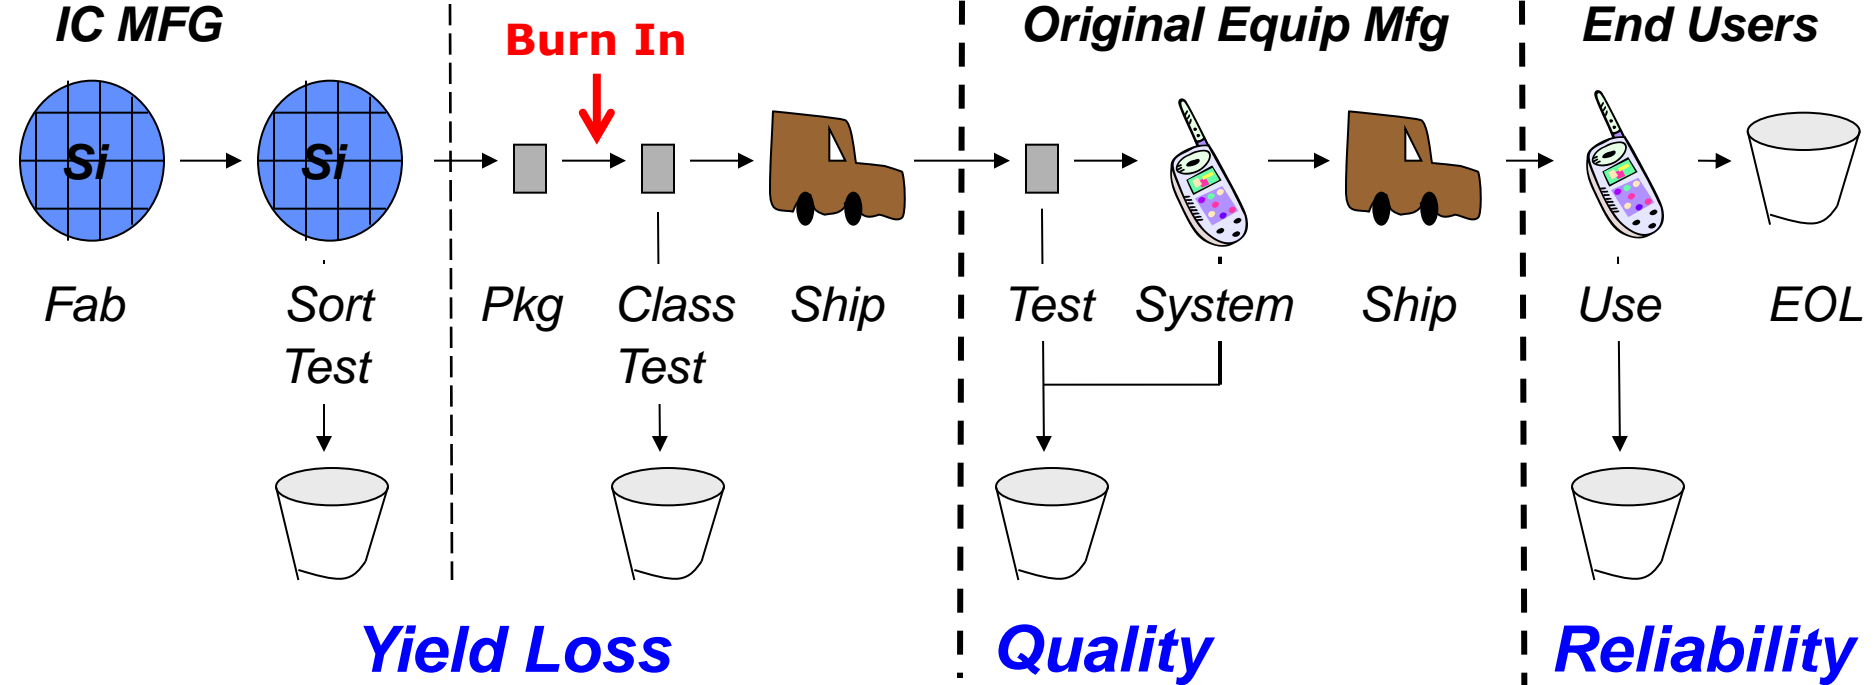 IC MFG
Burn In
Original Equip Mfg
End Users
Si
Si
Fab
Sort
Test
Pkg
Class
Test
Ship
Test
System
Ship
Use
EOL
Yield Loss
Quality
Reliability